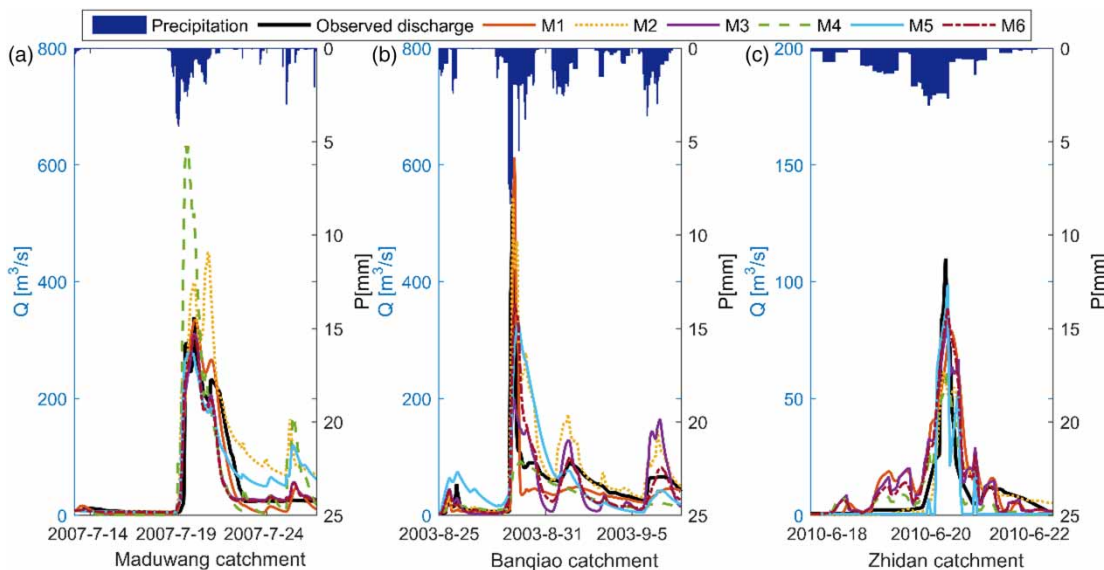 Precipitation Observed discharge M1 M2 M3 M4 M5 M6
(a) 800 600 400 200 0
Q [m³/s]
0 5 10 15 20 25
P[mm]
2007-7-14 2007-7-19 2007-7-24
Maduwang catchment
(b) 800 600 400 200 0
Q [m³/s]
0 5 10 15 20 25
P[mm]
2003-8-25 2003-8-31 2003-9-5
Banqiao catchment
(c) 200 150 100 50 0
Q [m³/s]
0 5 10 15 20 25
P[mm]
2010-6-18 2010-6-20 2010-6-22
Zhidan catchment